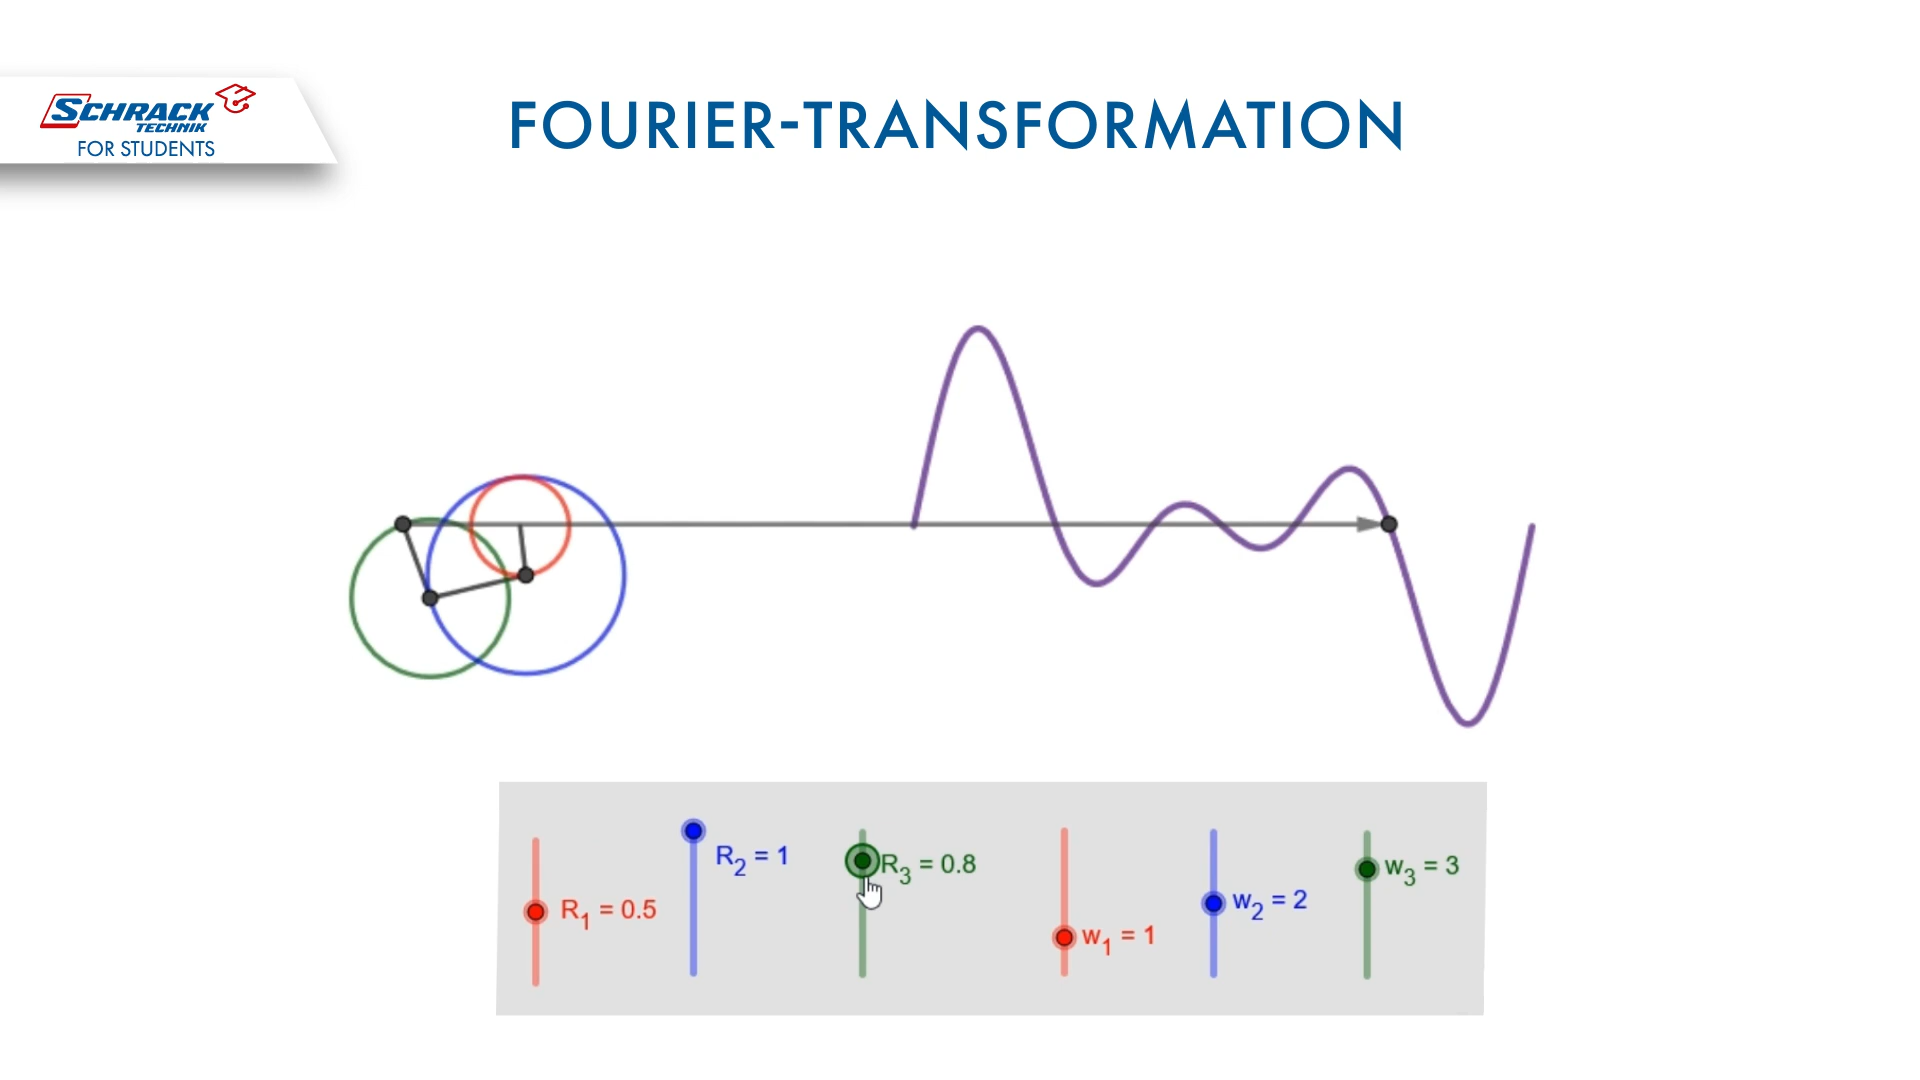 SCHRACK
TECHNIK
FOR STUDENTS
FOURIER-TRANSFORMATION
R1 = 0.5
R2 = 1
R3 = 0.8
w1 = 1
w2 = 2
w3 = 3